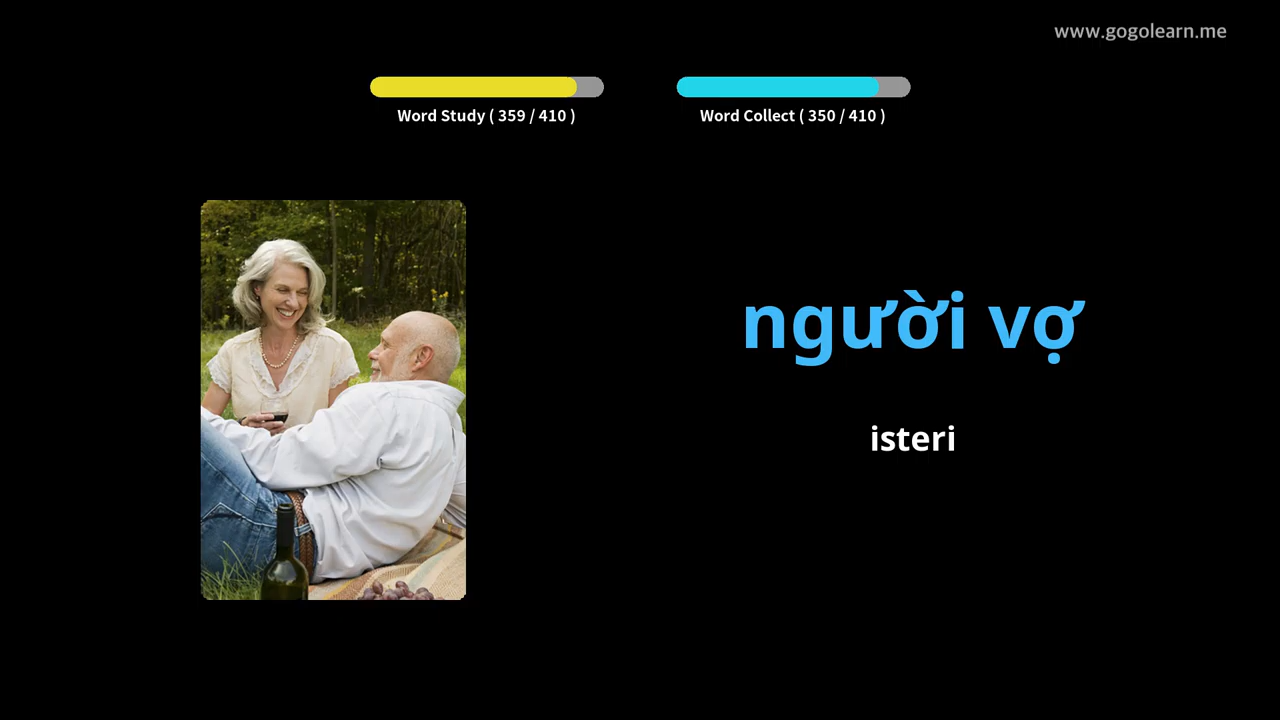 www.gogolearn.me
Word Study ( 359 / 410 )
Word Collect ( 350 / 410 )
người vợ
isteri